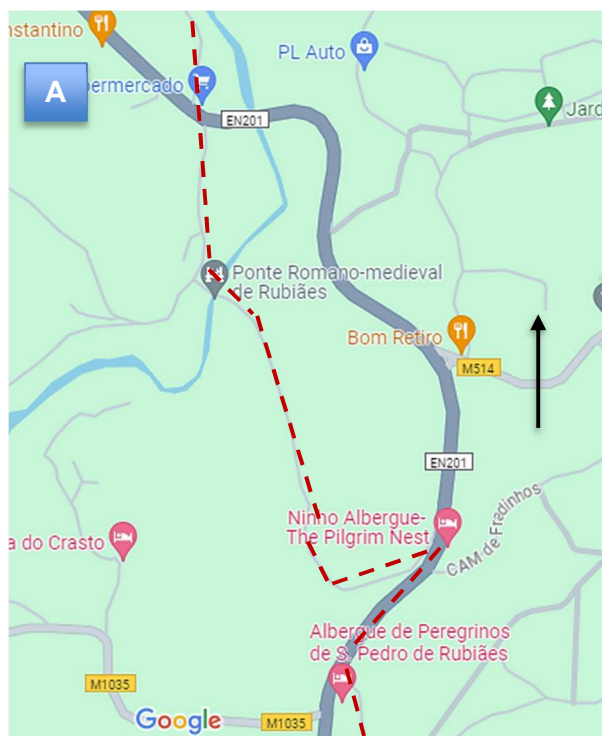 nstantino
A
permercado
PL Auto
EN201
Jard
Ponte Romano-medieval
de Rubiães
Bom Retiro
M514
EN201
Ninho Albergue-
The Pilgrim Nest
CAM de Fradinhos
a do Crasto
Albergue de Peregrinos
de S. Pedro de Rubiães
M1035
Google
M1035